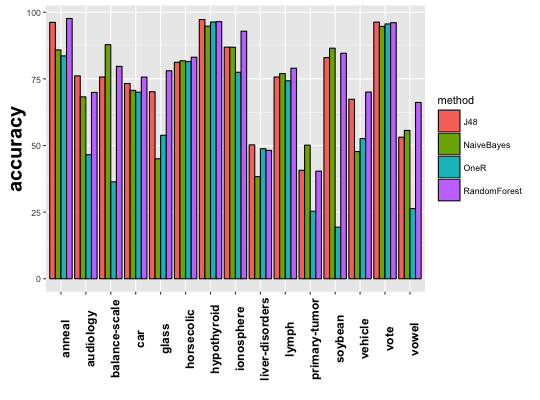 100
75
50
25
0
accuracy
anneal
audiology
balance-scale
car
glass
horsecolic
hypothyroid
ionosphere
liver-disorders
lymph
primary-tumor
soybean
vehicle
vote
vowel
method
J48
NaiveBayes
OneR
RandomForest